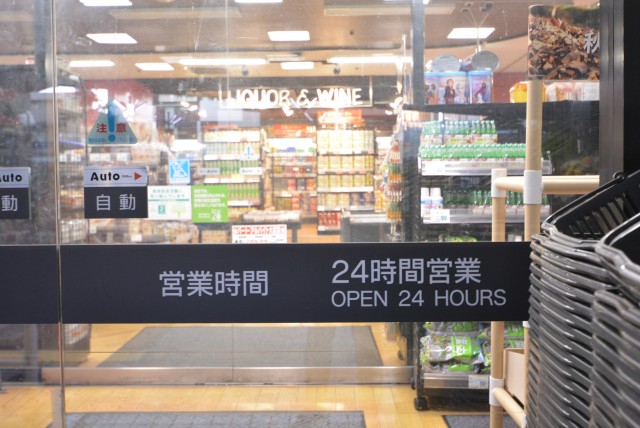 LIQUOR & WINE
秋
注 意
Auto
自 動
Auto
動
営業時間
24時間営業
OPEN 24 HOURS